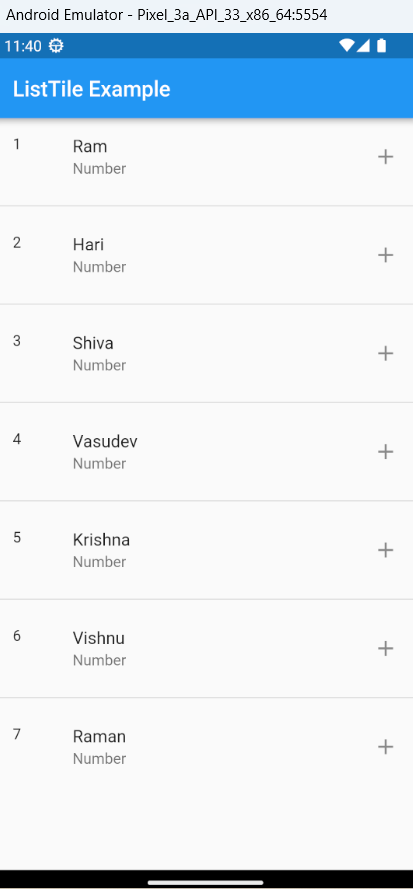 Android Emulator - Pixel_3a_API_33_x86_64:5554
11:40
ListTile Example
1 Ram
Number
2 Hari
Number
3 Shiva
Number
4 Vasudev
Number
5 Krishna
Number
6 Vishnu
Number
7 Raman
Number